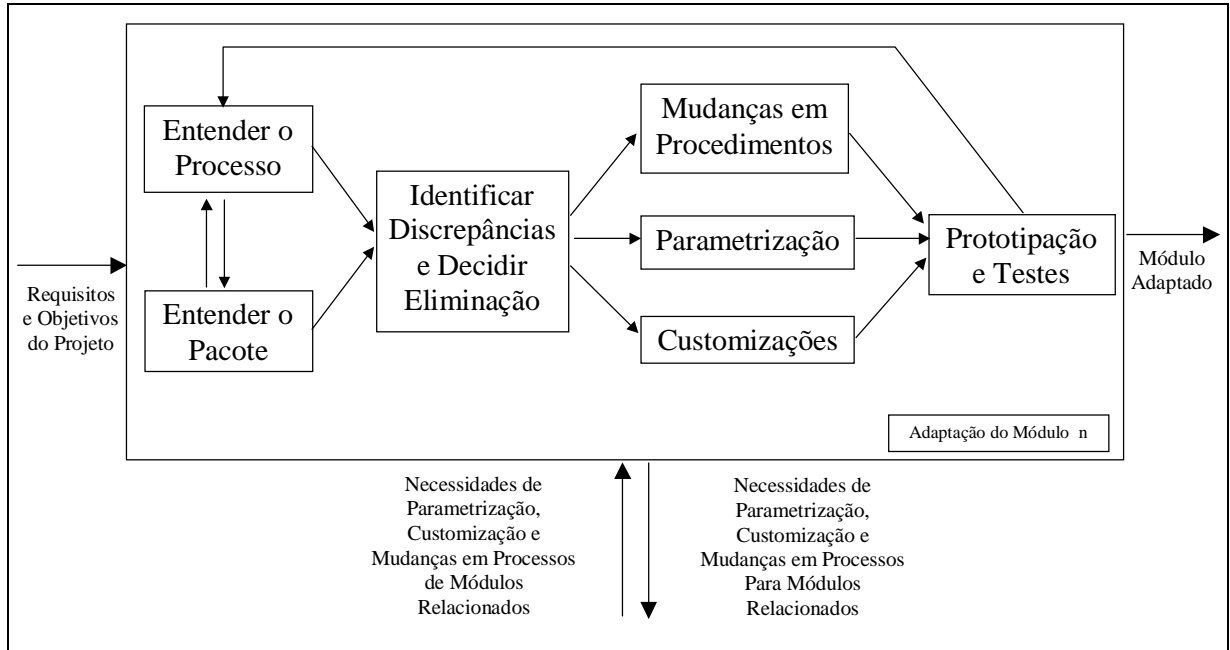 Entender o
Processo
Entender o
Pacote
Identificar
Discrepâncias
e Decidir
Eliminação
Mudanças em
Procedimentos
Parametrização
Customizações
Prototipação
e Testes
Requisitos
e Objetivos
do Projeto
Módulo
Adaptado
Adaptação do Módulo n
Necessidades de
Parametrização,
Customização e
Mudanças em Processos
de Módulos
Relacionados
Necessidades de
Parametrização,
Customização e
Mudanças em Processos
Para Módulos
Relacionados